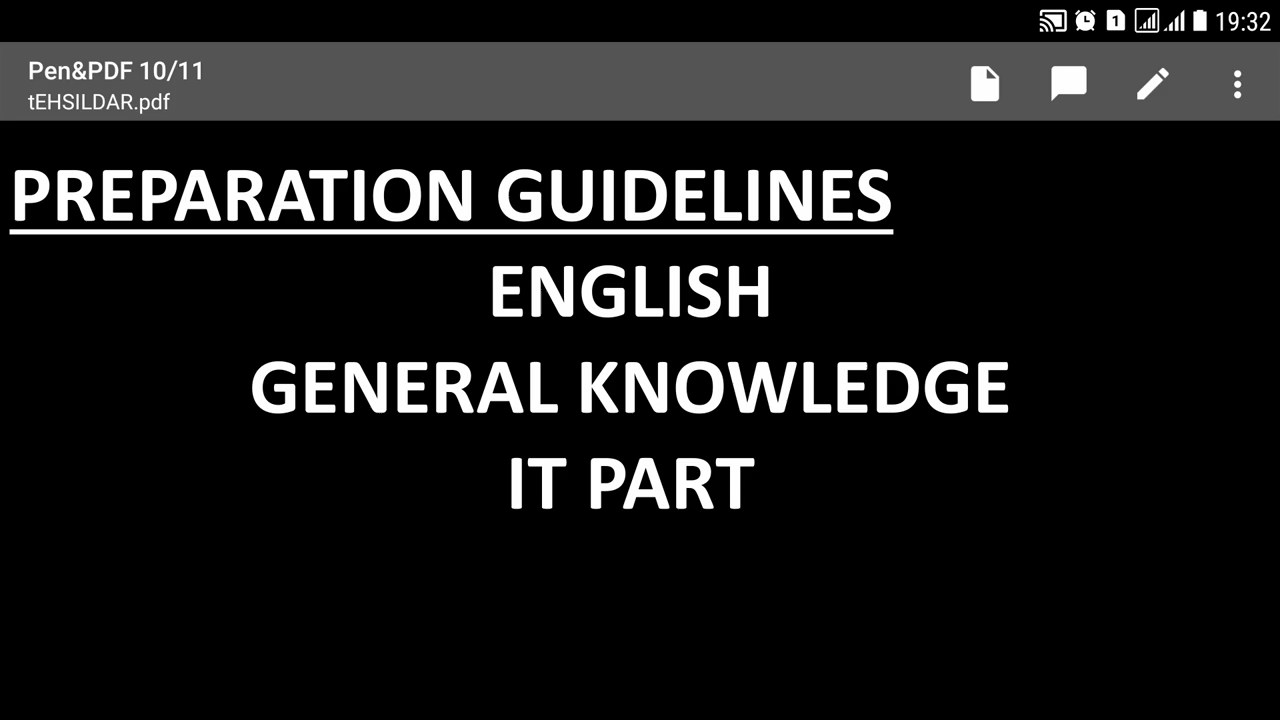 19:32
Pen&PDF 10/11
tEHSILDAR.pdf
PREPARATION GUIDELINES
ENGLISH
GENERAL KNOWLEDGE
IT PART